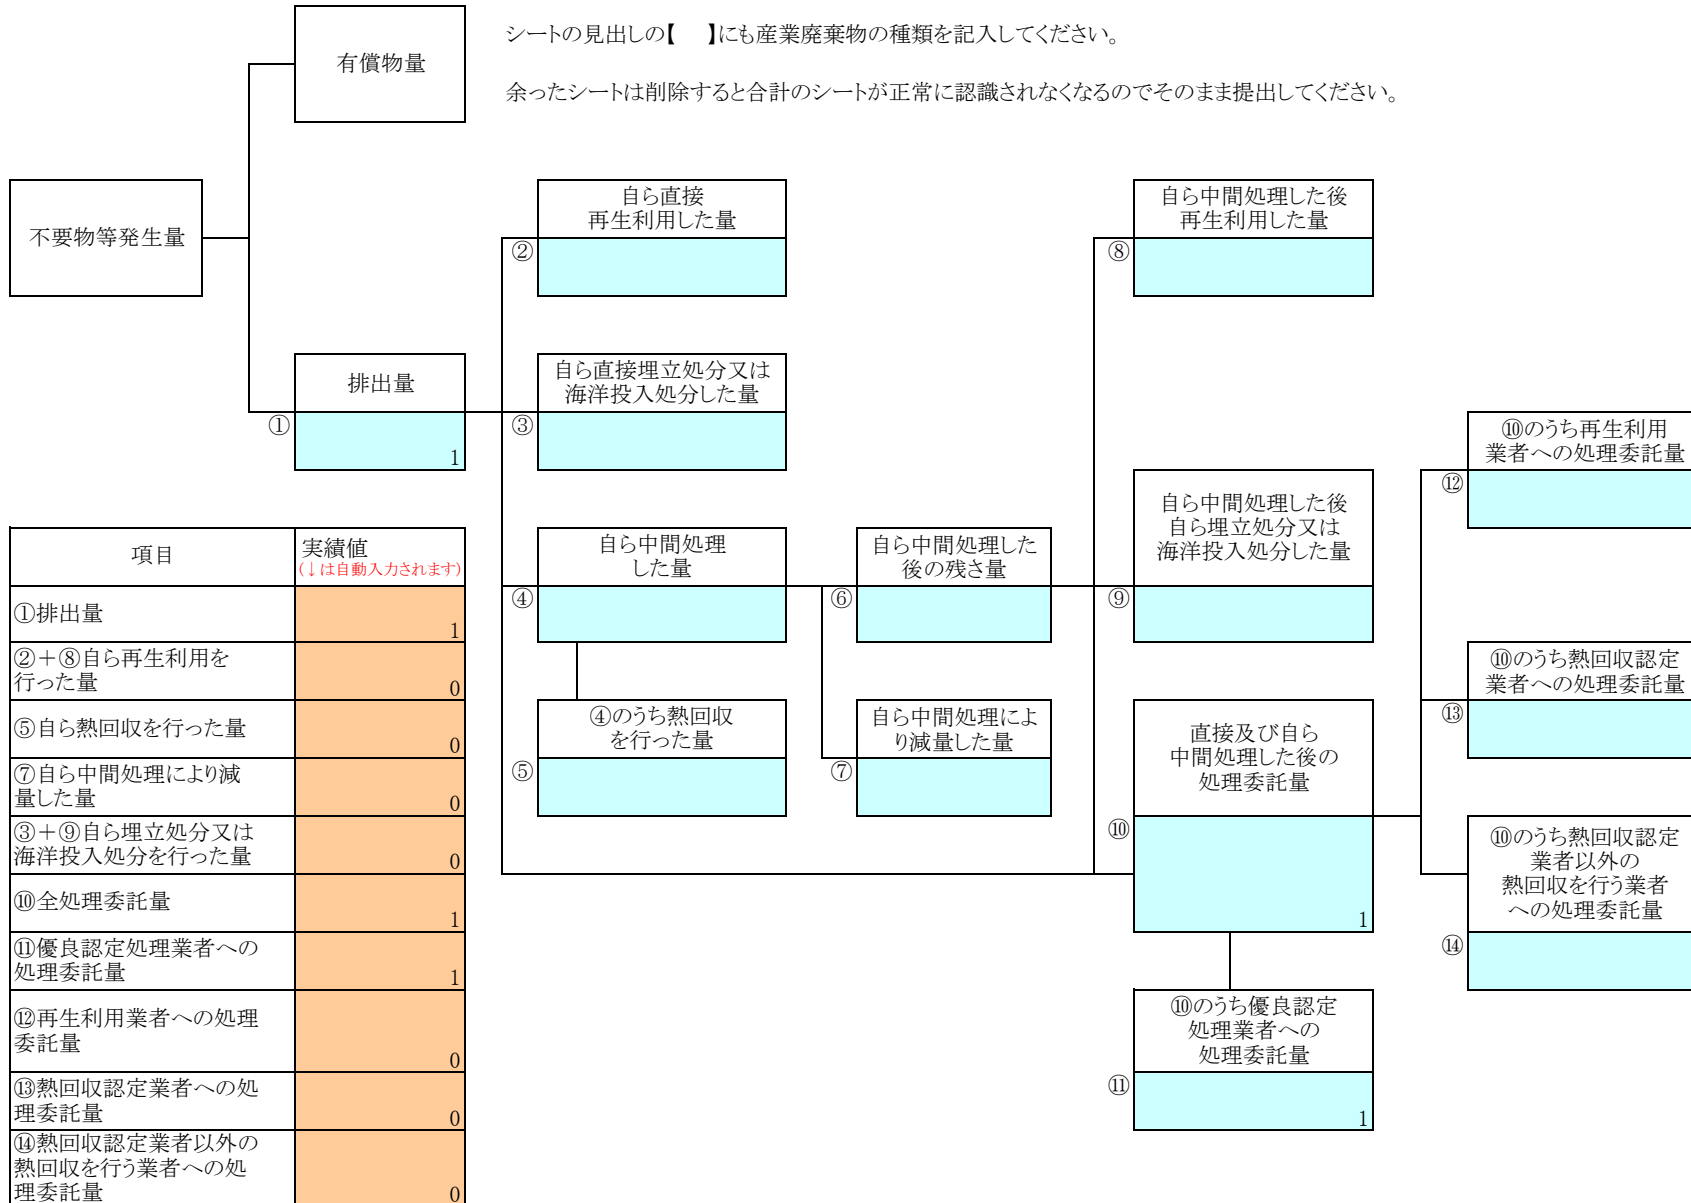 シートの見出しの【　】にも産業廃棄物の種類を記入してください。
余ったシートは削除すると合計のシートが正常に認識されなくなるのでそのまま提出してください。
有償物量
不要物等発生量
自ら直接
再生利用した量
②
自ら中間処理した後
再生利用した量
⑧
排出量
①
1
自ら直接埋立処分又は
海洋投入処分した量
③
⑩のうち再生利用
業者への処理委託量
⑫
自ら中間処理した後
自ら埋立処分又は
海洋投入処分した量
⑨
自ら中間処理
した量
④
自ら中間処理した
後の残さ量
⑥
⑩のうち熱回収認定
業者への処理委託量
⑬
④のうち熱回収
を行った量
⑤
自ら中間処理によ
り減量した量
⑦
直接及び自ら
中間処理した後の
処理委託量
⑩
1
⑩のうち熱回収認定
業者以外の
熱回収を行う業者
への処理委託量
⑭
⑩のうち優良認定
処理業者への
処理委託量
⑪
1
項目
実績値
(↓は自動入力されます)
①排出量
1
②＋⑧自ら再生利用を
行った量
0
⑤自ら熱回収を行った量
0
⑦自ら中間処理により減
量した量
0
③＋⑨自ら埋立処分又は
海洋投入処分を行った量
0
⑩全処理委託量
1
⑪優良認定処理業者への
処理委託量
1
⑫再生利用業者への処理
委託量
0
⑬熱回収認定業者への処
理委託量
0
⑭熱回収認定業者以外の
熱回収を行う業者への処
理委託量
0